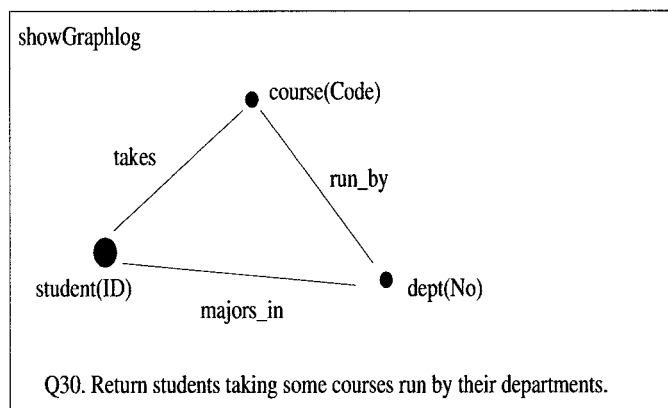 showGraphlog
course(Code)
takes
run_by
student(ID)
dept(No)
majors_in
Q30. Return students taking some courses run by their departments.